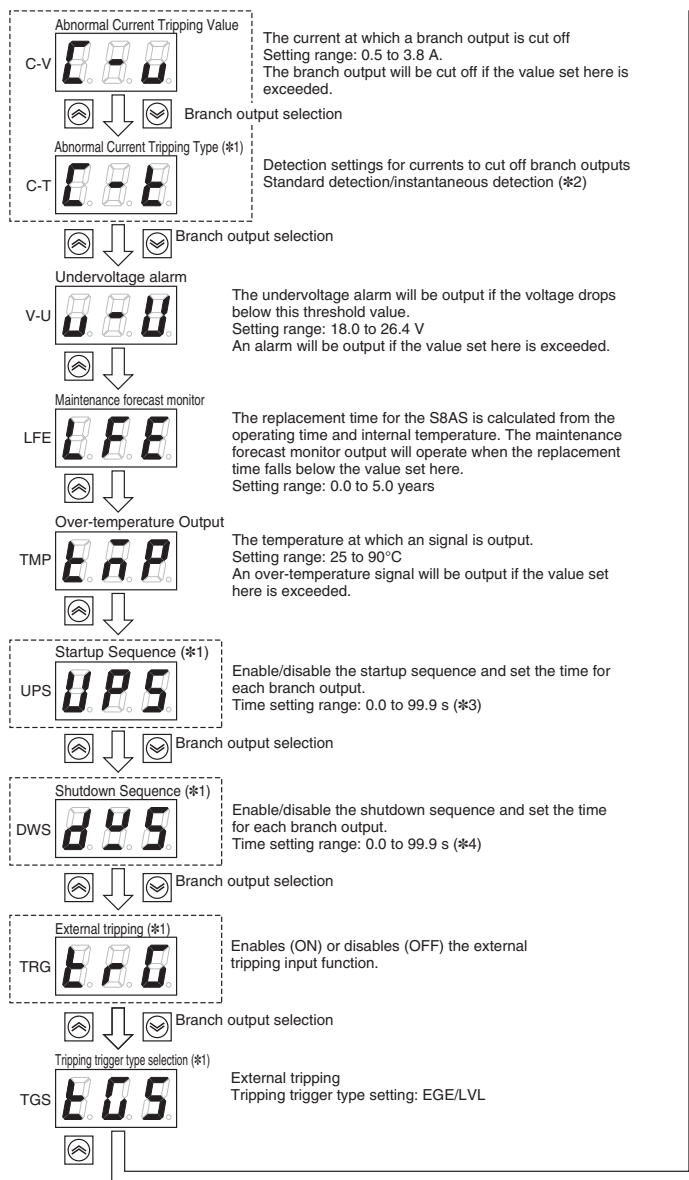 Abnormal Current Tripping Value
C-V
C-v
The current at which a branch output is cut off
Setting range: 0.5 to 3.8 A.
The branch output will be cut off if the value set here is
exceeded.
Branch output selection
Abnormal Current Tripping Type (✽1)
C-T
C-t
Detection settings for currents to cut off branch outputs
Standard detection/instantaneous detection (✽2)
Branch output selection
Undervoltage alarm
V-U
v-U
The undervoltage alarm will be output if the voltage drops
below this threshold value.
Setting range: 18.0 to 26.4 V
An alarm will be output if the value set here is exceeded.
Maintenance forecast monitor
LFE
LFE
The replacement time for the S8AS is calculated from the
operating time and internal temperature. The maintenance
forecast monitor output will operate when the replacement
time falls below the value set here.
Setting range: 0.0 to 5.0 years
Over-temperature Output
TMP
tmP
The temperature at which an signal is output.
Setting range: 25 to 90°C
An over-temperature signal will be output if the value set
here is exceeded.
Startup Sequence (✽1)
UPS
UPS
Enable/disable the startup sequence and set the time for
each branch output.
Time setting range: 0.0 to 99.9 s (✽3)
Branch output selection
Shutdown Sequence (✽1)
DWS
dwS
Enable/disable the shutdown sequence and set the time
for each branch output.
Time setting range: 0.0 to 99.9 s (✽4)
Branch output selection
External tripping (✽1)
TRG
trG
Enables (ON) or disables (OFF) the external
tripping input function.
Branch output selection
Tripping trigger type selection (✽1)
TGS
tGS
External tripping
Tripping trigger type setting: EGE/LVL